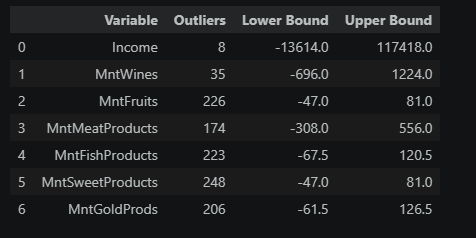 Variable Outliers Lower Bound Upper Bound
0 Income 8 -13614.0 117418.0
1 MntWines 35 -696.0 1224.0
2 MntFruits 226 -47.0 81.0
3 MntMeatProducts 174 -308.0 556.0
4 MntFishProducts 223 -67.5 120.5
5 MntSweetProducts 248 -47.0 81.0
6 MntGoldProds 206 -61.5 126.5